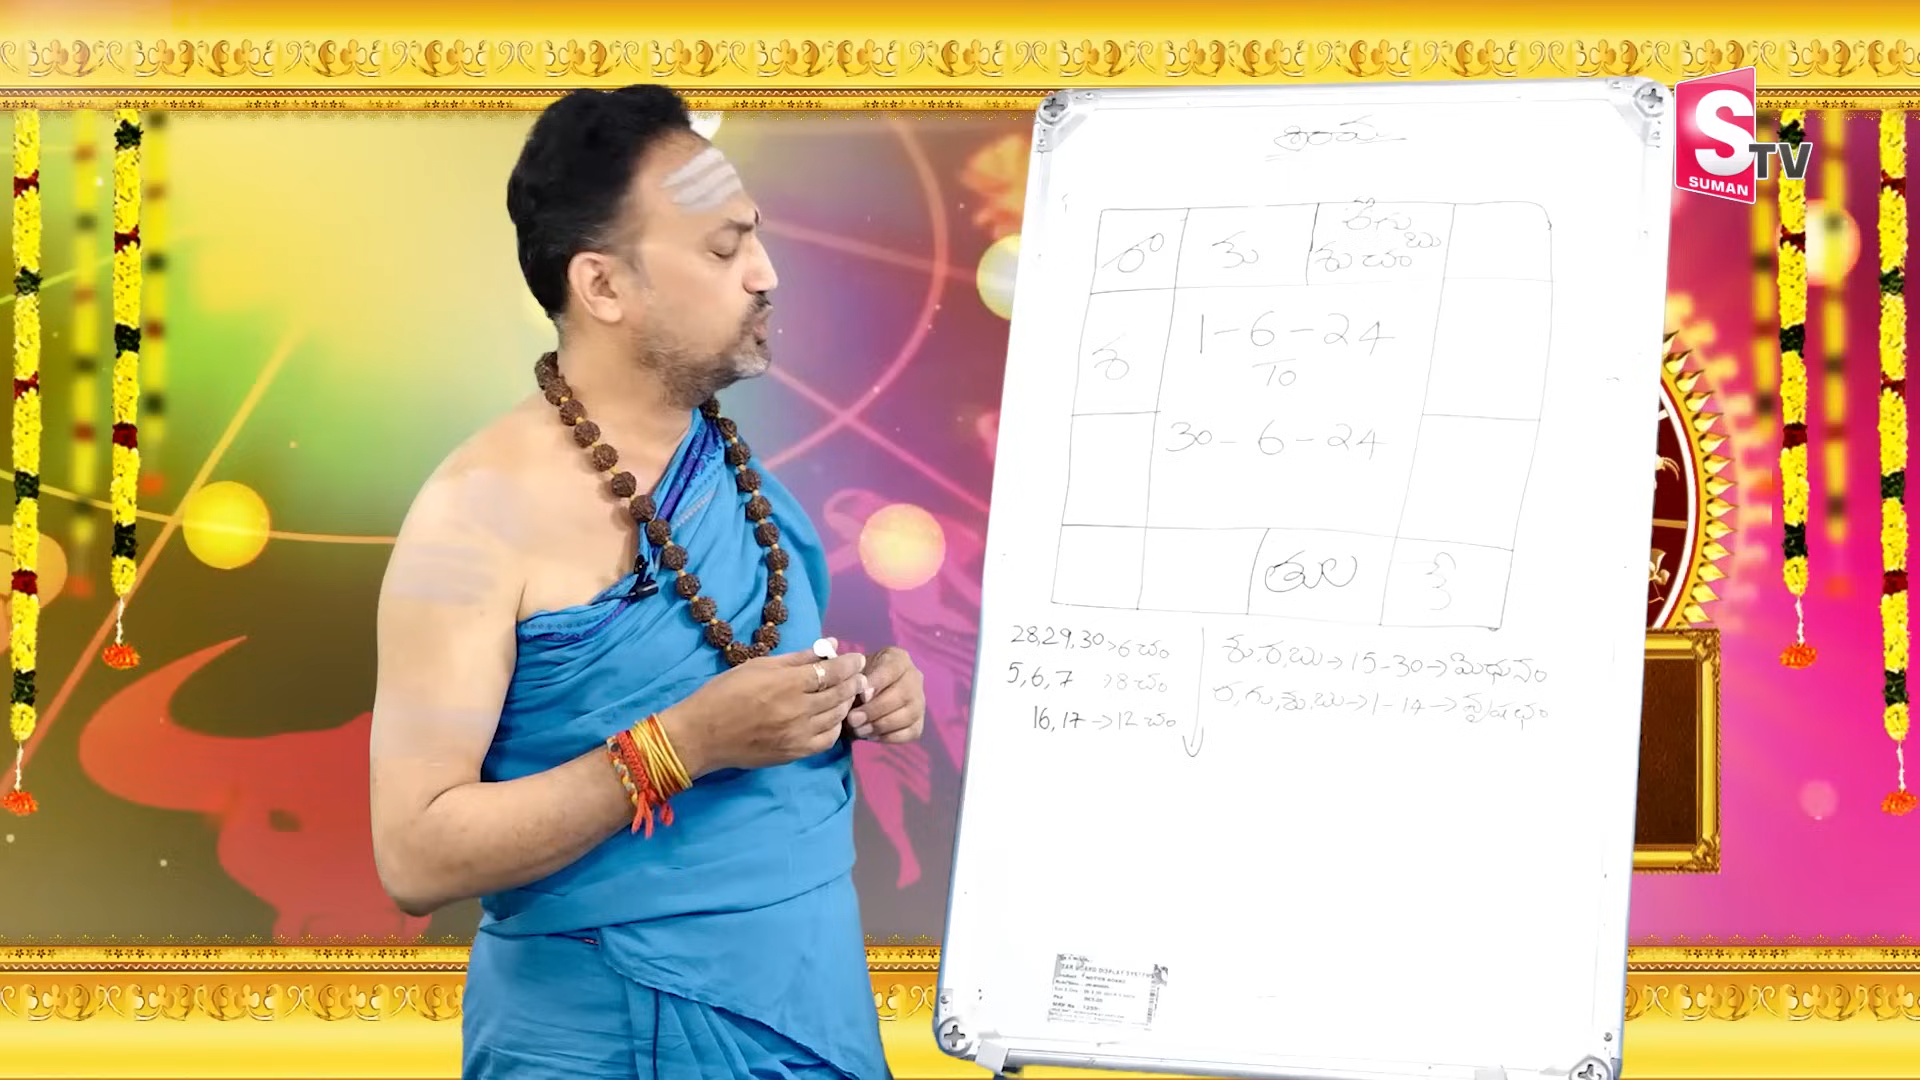 శ్రీరామ
S
TV
SUMAN
ర గు
రా
కు
శు చం
బు
1-6-24
శ
To
30-6-24
తుల
కే
28,29,30→6 చం
5,6,7 →8 చం
16,17→12 చం
శు.ర.బు→15-30→మిథునం
ర,గు,శు,బు→1-14→వృషభం